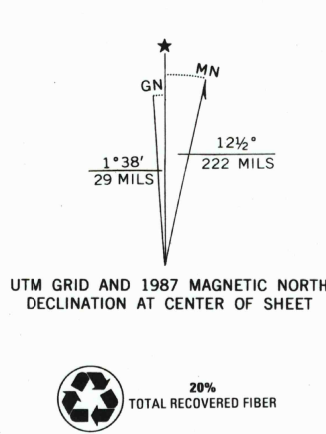 ★
MN
GN
12½°
222 MILS
1°38'
29 MILS
UTM GRID AND 1987 MAGNETIC NORTH
DECLINATION AT CENTER OF SHEET
20%
TOTAL RECOVERED FIBER